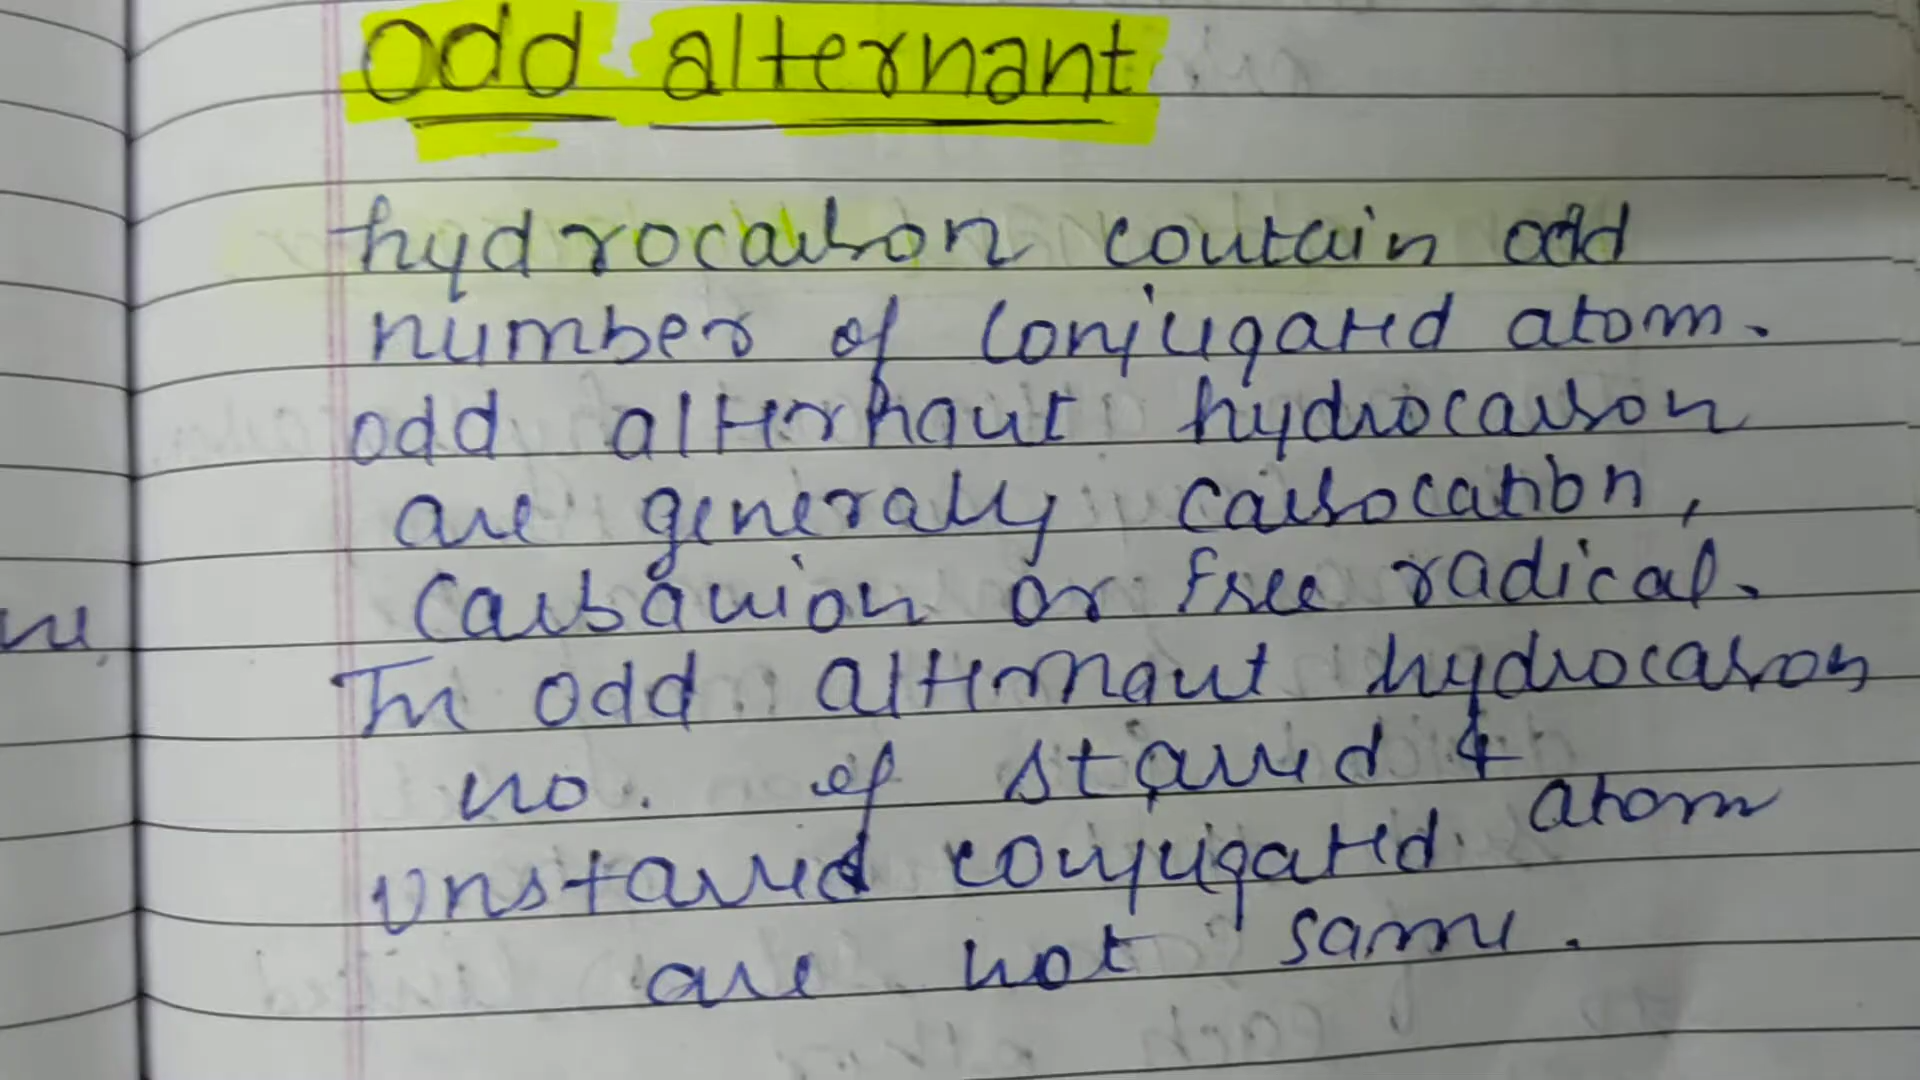 odd alternant
hydrocarbon contain odd
number of conjugated atom.
odd alternant hydrocarbon
are generally carbocation,
carbanion or free radical.
In odd alternant hydrocarbon
no. of starred &
unstarred conjugated. atom
are not same.